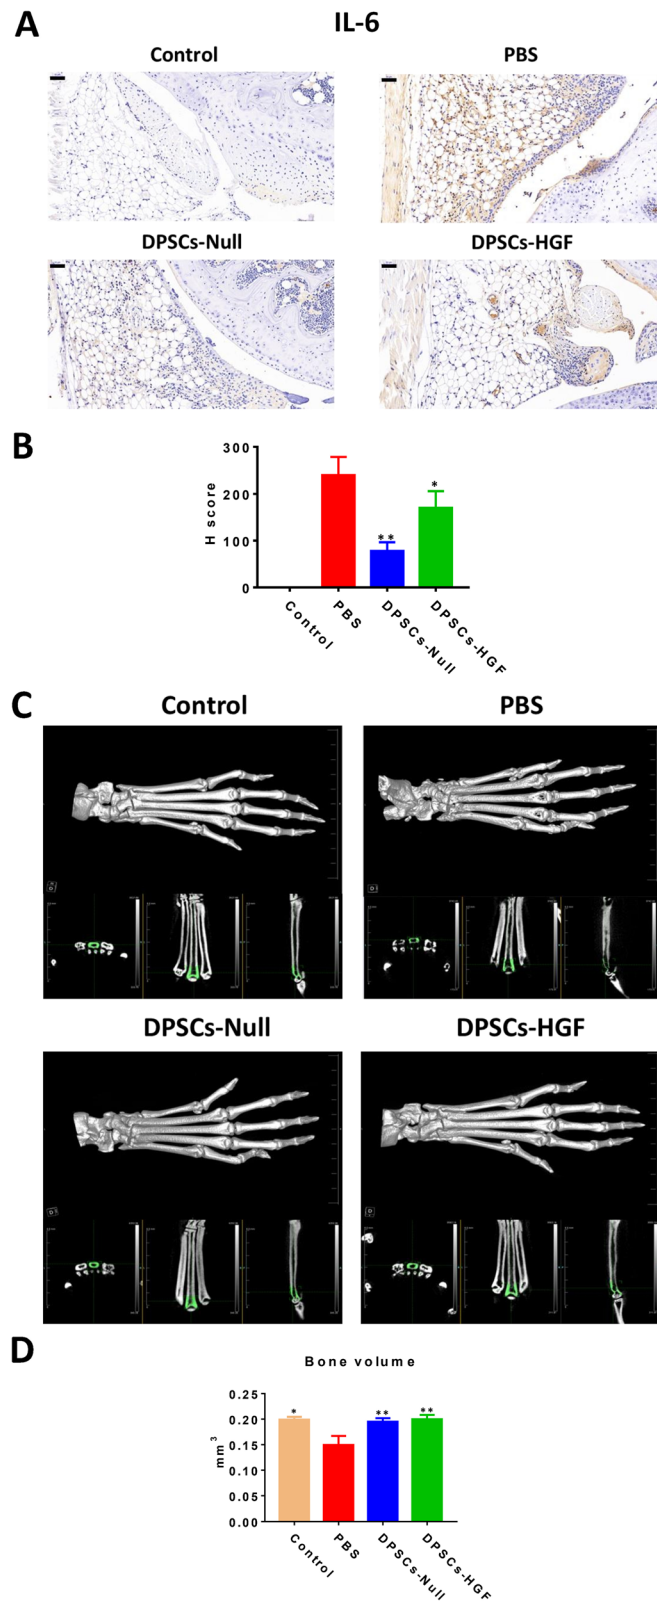 A
IL-6
Control
PBS
DPSCs-Null
DPSCs-HGF
B
300
200
100
0
H score
**
*
Control
PBS
DPSCs-Null
DPSCs-HGF
C
Control
PBS
D
D
DPSCs-Null
DPSCs-HGF
D
D
D
Bone volume
0.25
0.20
0.15
0.10
0.05
0.00
mm³
*
**
**
Control
PBS
DPSCs-Null
DPSCs-HGF